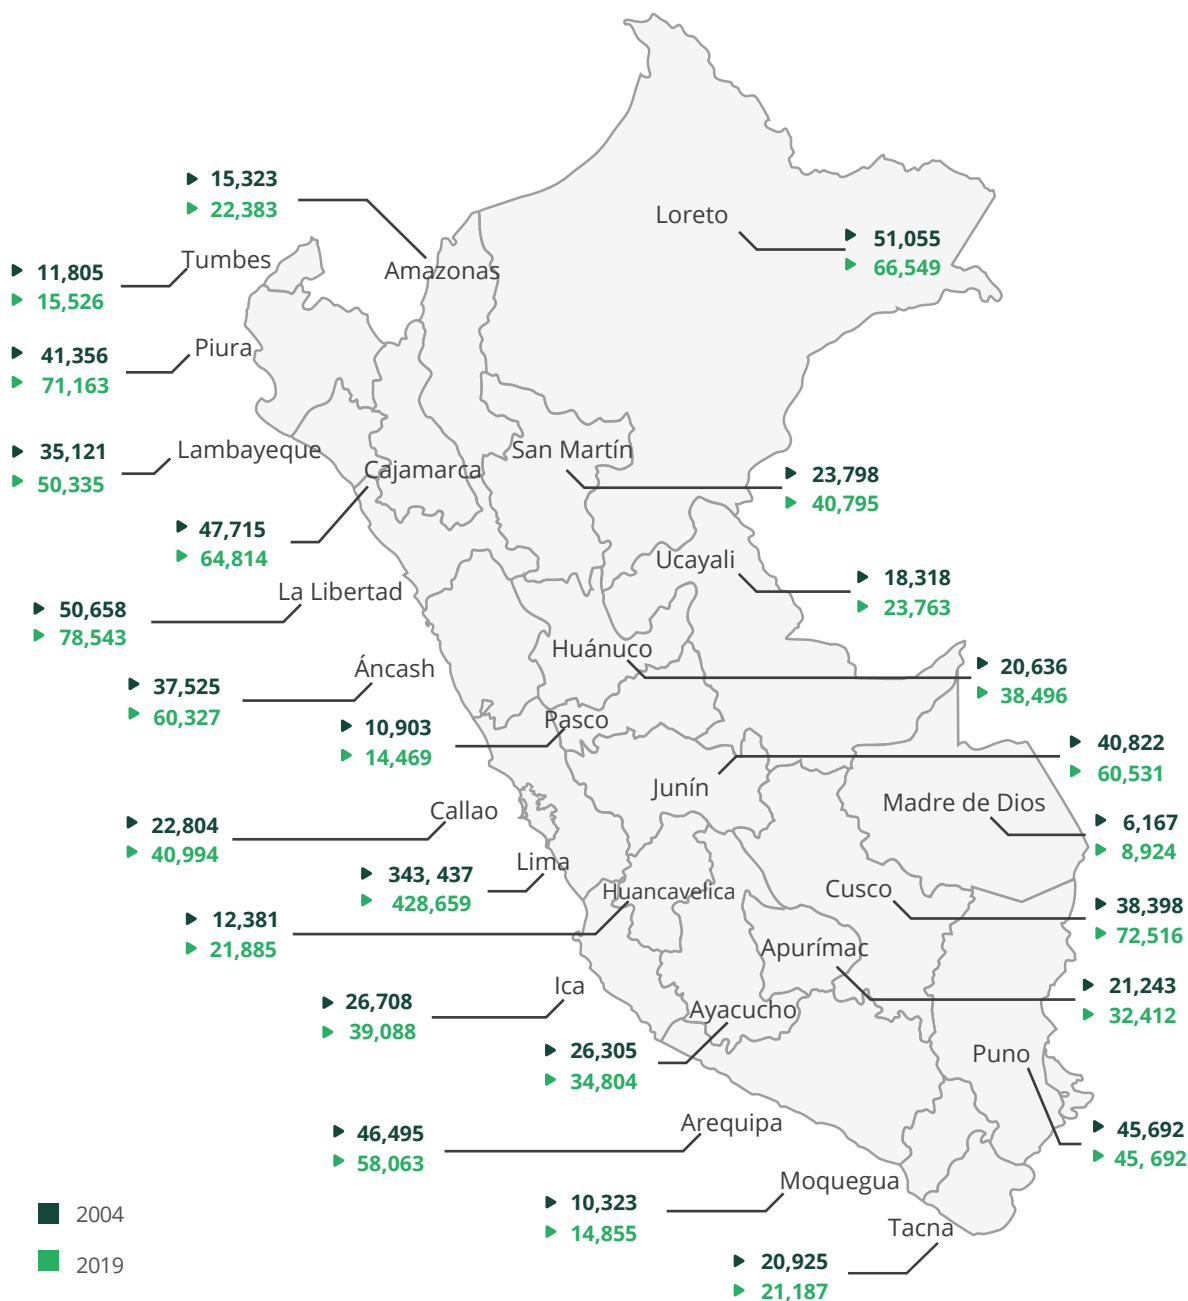 15,323
22,383
Loreto
51,055
66,549
Tumbes
Amazonas
11,805
15,526
Piura
41,356
71,163
Lambayeque
35,121
50,335
San Martín
Cajamarca
23,798
40,795
47,715
64,814
Ucayali
18,318
23,763
La Libertad
50,658
78,543
Huánuco
20,636
38,496
Áncash
37,525
60,327
Pasco
10,903
14,469
40,822
60,531
Junín
Madre de Dios
6,167
8,924
Callao
22,804
40,994
Lima
343, 437
428,659
Huancavelica
12,381
21,885
Cusco
38,398
72,516
Apurímac
21,243
32,412
Ica
26,708
39,088
Ayacucho
26,305
34,804
Puno
45,692
45, 692
Arequipa
46,495
58,063
Moquegua
10,323
14,855
Tacna
20,925
21,187
2004
2019